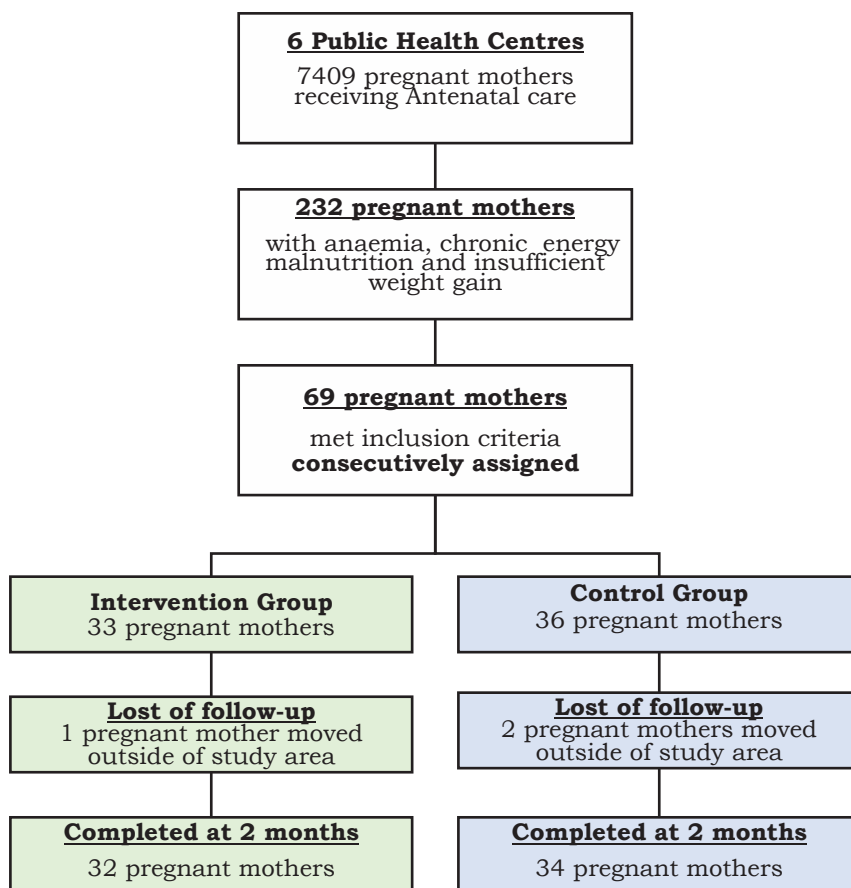 6 Public Health Centres
7409 pregnant mothers
receiving Antenatal care
232 pregnant mothers
with anaemia, chronic energy
malnutrition and insufficient
weight gain
69 pregnant mothers
met inclusion criteria
consecutively assigned
Intervention Group
33 pregnant mothers
Control Group
36 pregnant mothers
Lost of follow-up
1 pregnant mother moved
outside of study area
Lost of follow-up
2 pregnant mothers moved
outside of study area
Completed at 2 months
32 pregnant mothers
Completed at 2 months
34 pregnant mothers